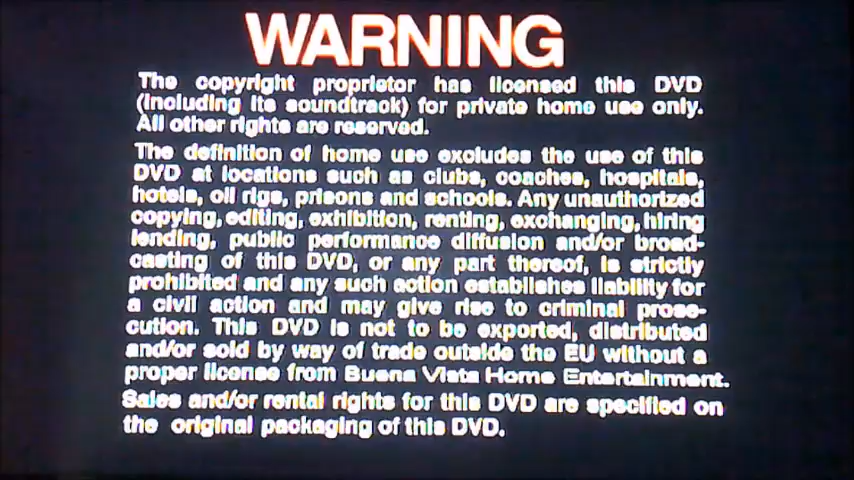 WARNING
The copyright proprietor has licensed this DVD
(including its soundtrack) for private home use only.
All other rights are reserved.
The definition of home use excludes the use of this
DVD at locations such as clubs, coaches, hospitals,
hotels, oil rigs, prisons and schools. Any unauthorized
copying, editing, exhibition, renting, exchanging, hiring
lending, public performance diffusion and/or broad-
casting of this DVD, or any part thereof, is strictly
prohibited and any such action establishes liability for
a civil action and may give rise to criminal prose-
cution. This DVD is not to be exported, distributed
and/or sold by way of trade outside the EU without a
proper license from Buena Vista Home Entertainment.
Sales and/or rental rights for this DVD are specified on
the original packaging of this DVD.